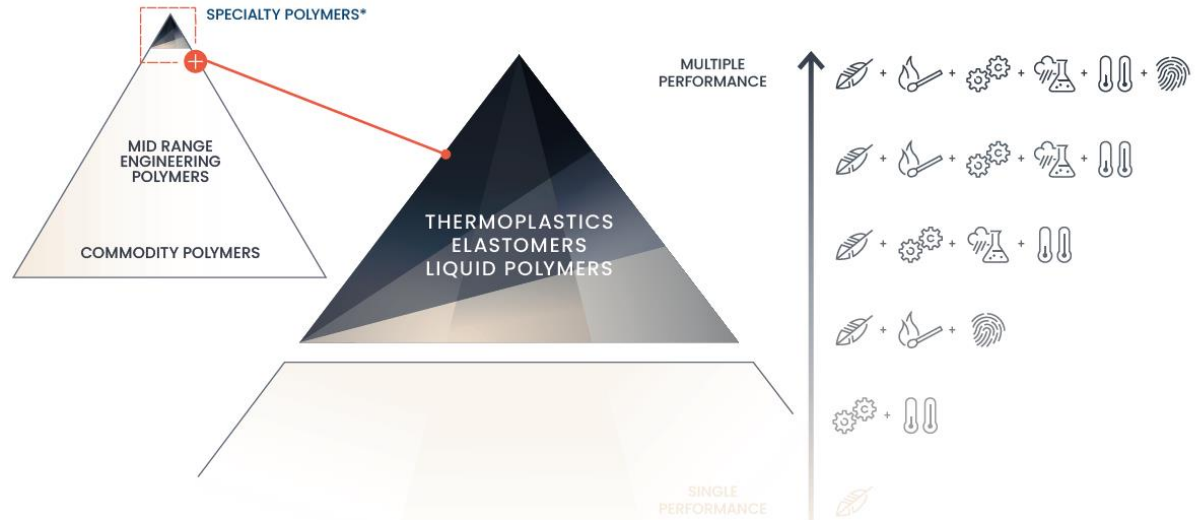 SPECIALTY POLYMERS*
MID RANGE
ENGINEERING
POLYMERS
COMMODITY POLYMERS
THERMOPLASTICS
ELASTOMERS
LIQUID POLYMERS
MULTIPLE
PERFORMANCE
+ + + + +
+ + + +
+ + +
+ +
+
SINGLE
PERFORMANCE